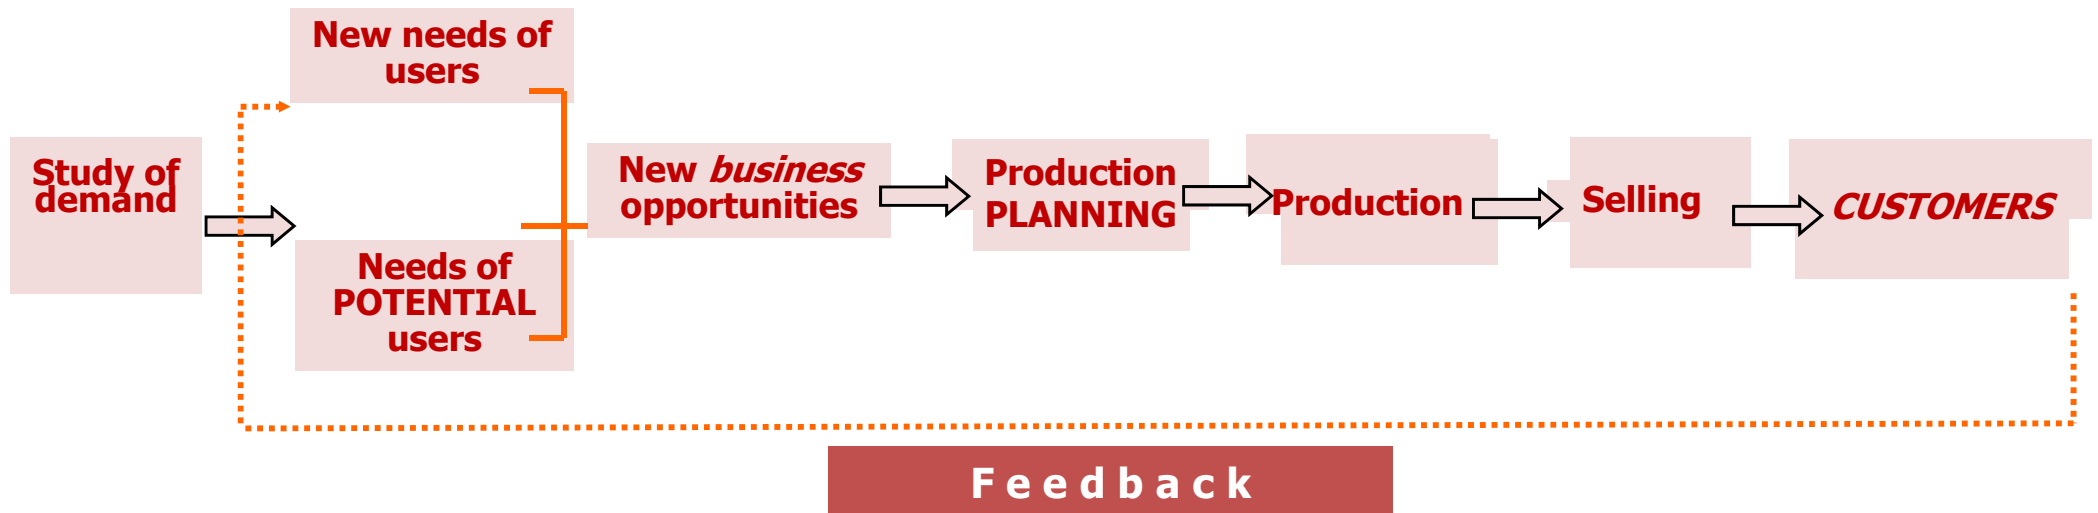 New needs of
users
Study of
demand
Needs of
POTENTIAL
users
New business
opportunities
Production
PLANNING
Production
Selling
CUSTOMERS
Feedback